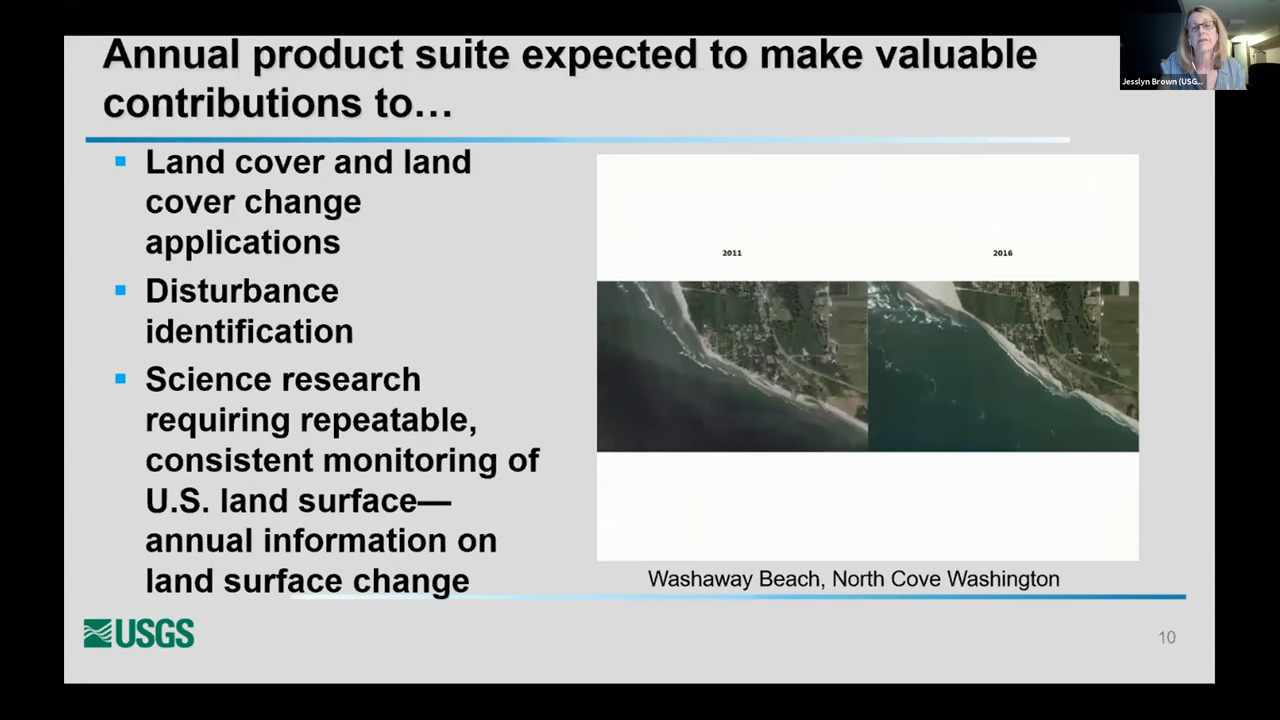 Annual product suite expected to make valuable
contributions to…
Jesslyn Brown (USG...
Land cover and land
cover change
applications
Disturbance
identification
Science research
requiring repeatable,
consistent monitoring of
U.S. land surface—
annual information on
land surface change
2011
2016
Washaway Beach, North Cove Washington
USGS
10